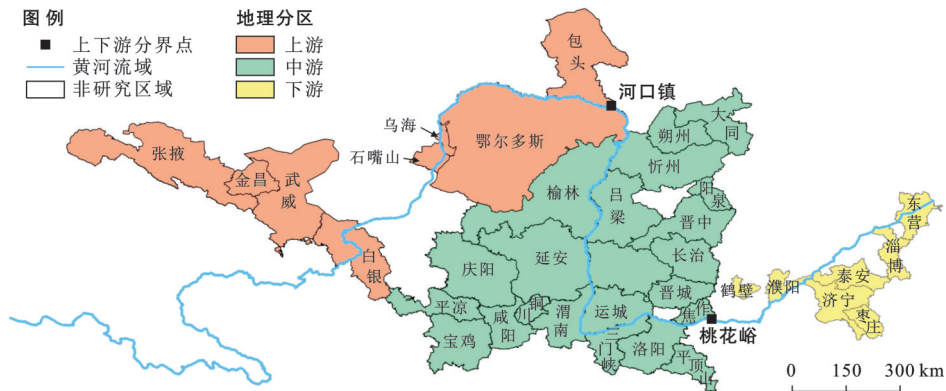 图例
上下游分界点
黄河流域
非研究区域
地理分区
上游
中游
下游
包头
河口镇
乌海
石嘴山
鄂尔多斯
大同
朔州
忻州
张掖
金昌
武威
榆林
吕梁
阳泉
晋中
东营
淄博
白银
庆阳
延安
长治
鹤壁
濮阳
泰安
济宁
枣庄
平凉
咸阳
铜川
渭南
运城
晋城
焦作
桃花峪
宝鸡
三门峡
洛阳
平顶山
0 150 300 km